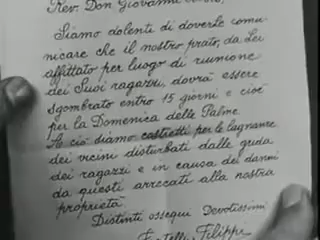 Rev. Don Giovanni
Siamo dolenti di doverLe comu
nicare che il nostro prato, da Lei
affittato per luogo di riunione
dei Suoi ragazzi, dovrà essere
sgombrato entro 15 giorni e cioè
per la Domenica delle Palme
A ciò siamo costretti per le lagnanze
dei vicini disturbati dalle grida
dei ragazzi e in causa dei danni
da questi arrecati alla nostra
proprietà
Distinti ossequi Devotissimi
Fratelli Filippi